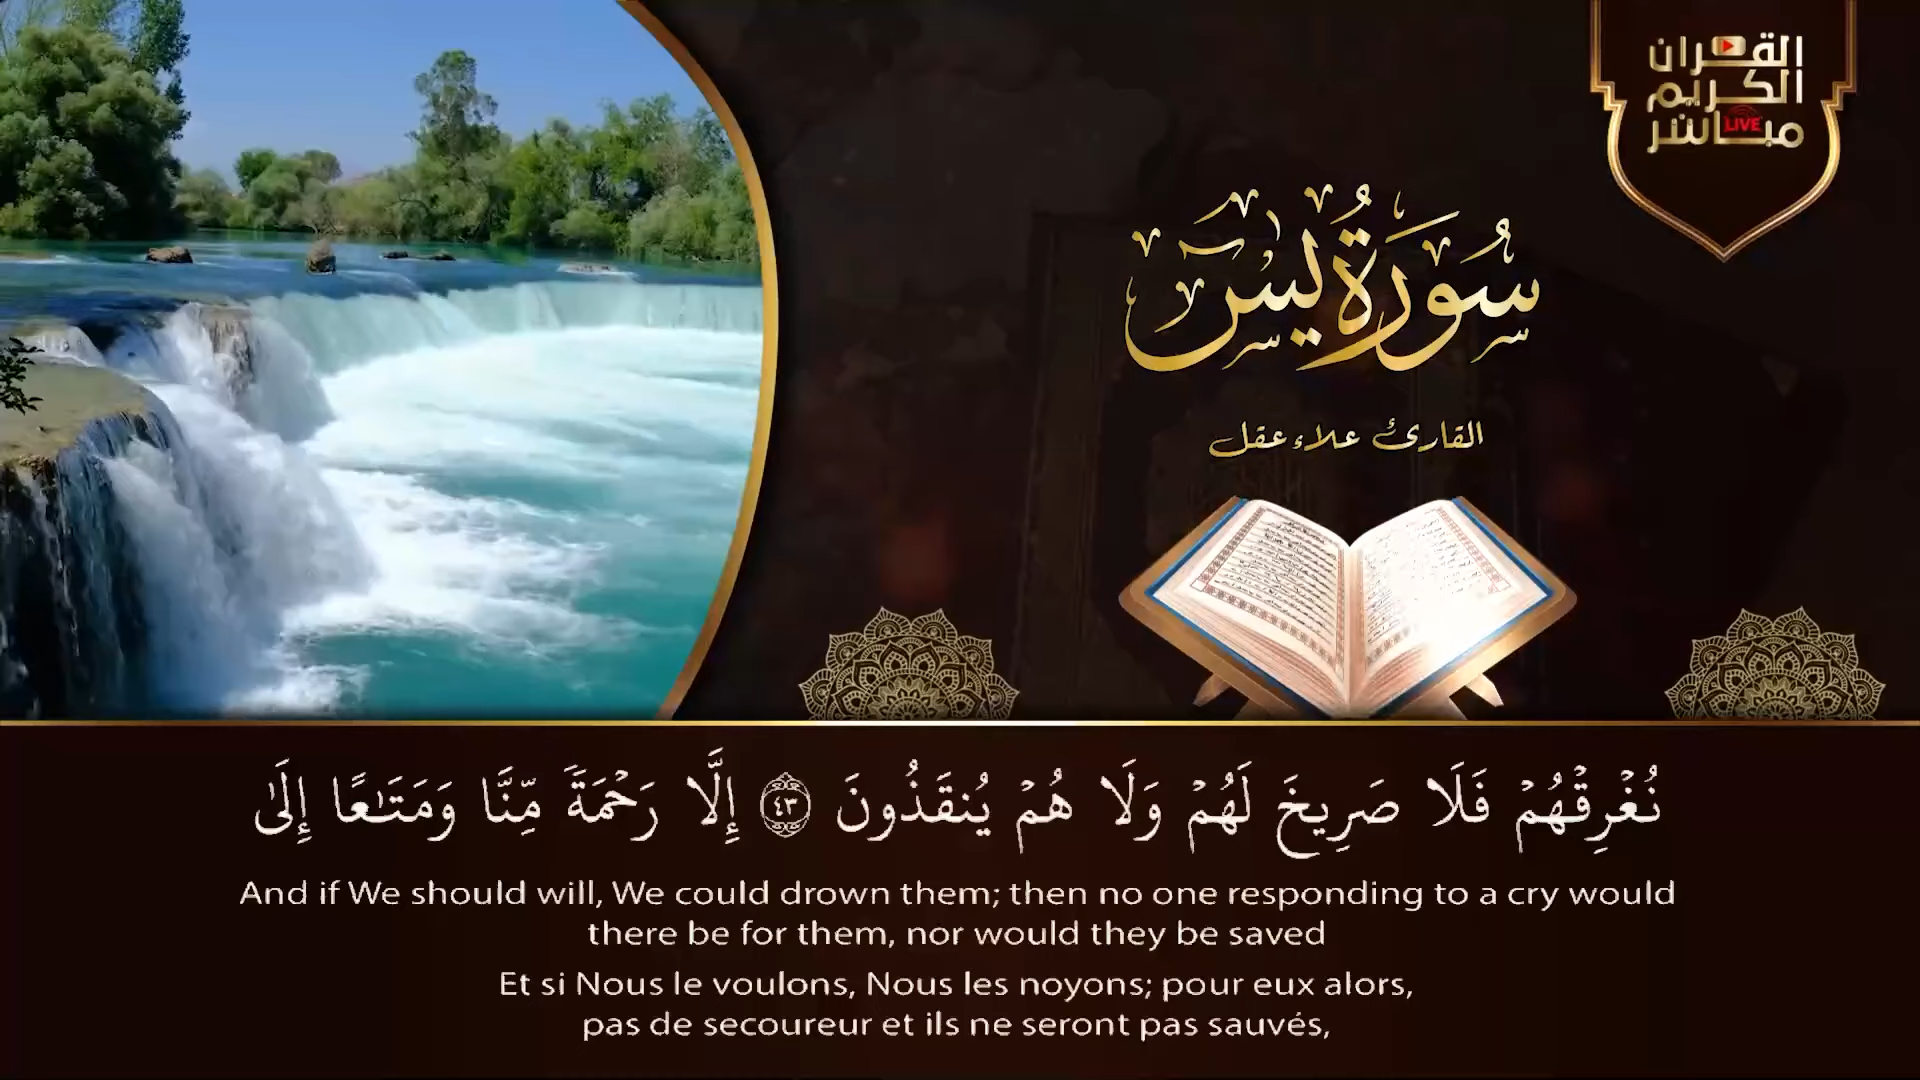 القرآن
الكريم
مباشر
LIVE
سُورَةُ يسٓ
القارئ علاء عقل
نُغْرِقْهُمْ فَلَا صَرِيخَ لَهُمْ وَلَا هُمْ يُنقَذُونَ ٤٣ إِلَّا رَحْمَةً مِّنَّا وَمَتَـٰعًا إِلَىٰ
And if We should will, We could drown them; then no one responding to a cry would
there be for them, nor would they be saved
Et si Nous le voulons, Nous les noyons; pour eux alors,
pas de secoureur et ils ne seront pas sauvés,